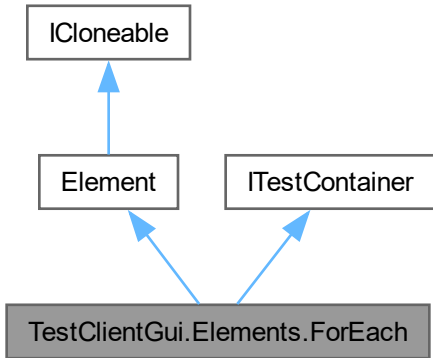 ICloneable
Element
ITestContainer
TestClientGui.Elements.ForEach